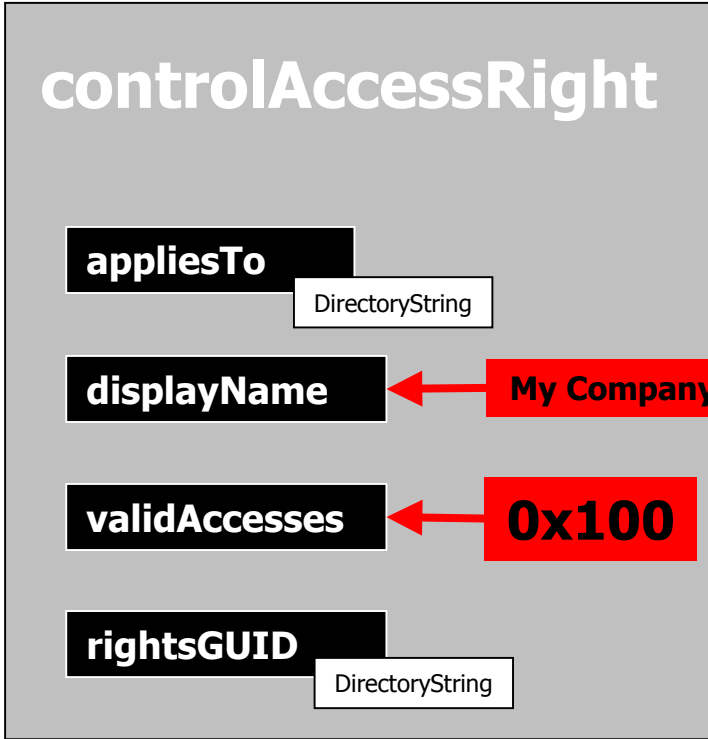 controlAccessRight
appliesTo
DirectoryString
displayName
My Company
validAccesses
0x100
rightsGUID
DirectoryString